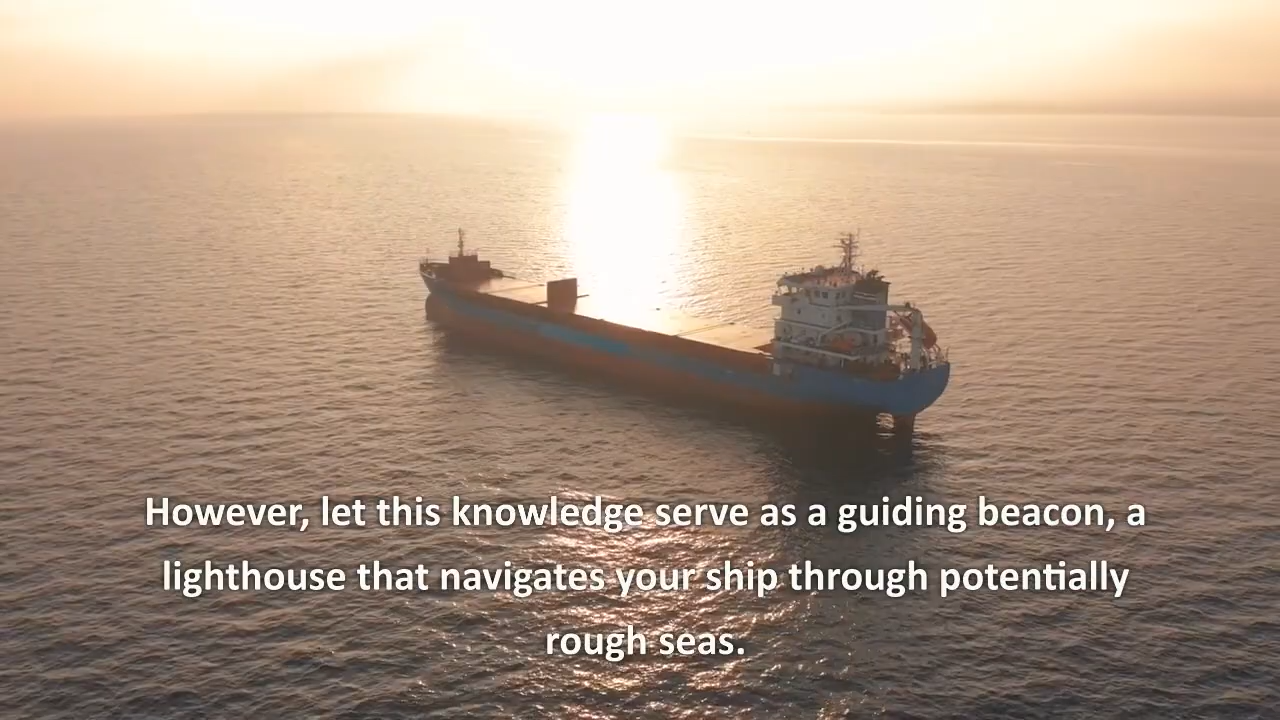 However, let this knowledge serve as a guiding beacon, a
lighthouse that navigates your ship through potentially
rough seas.